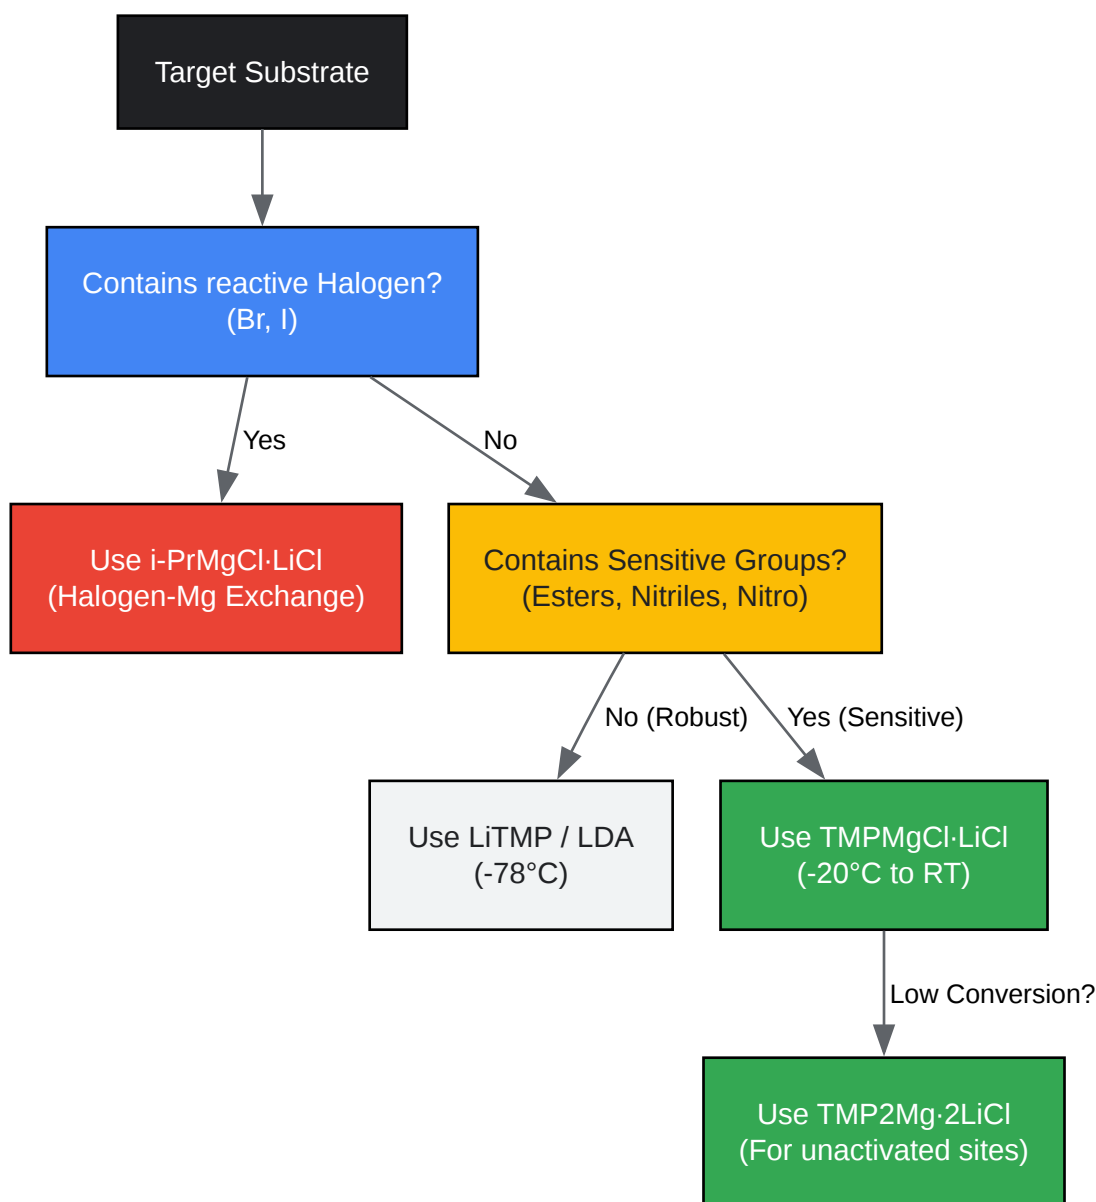 Target Substrate
Contains reactive Halogen?
(Br, I)
Yes
No
Use i-PrMgCl·LiCl
(Halogen-Mg Exchange)
Contains Sensitive Groups?
(Esters, Nitriles, Nitro)
No (Robust)
Yes (Sensitive)
Use LiTMP / LDA
(-78°C)
Use TMPMgCl·LiCl
(-20°C to RT)
Low Conversion?
Use TMP2Mg·2LiCl
(For unactivated sites)